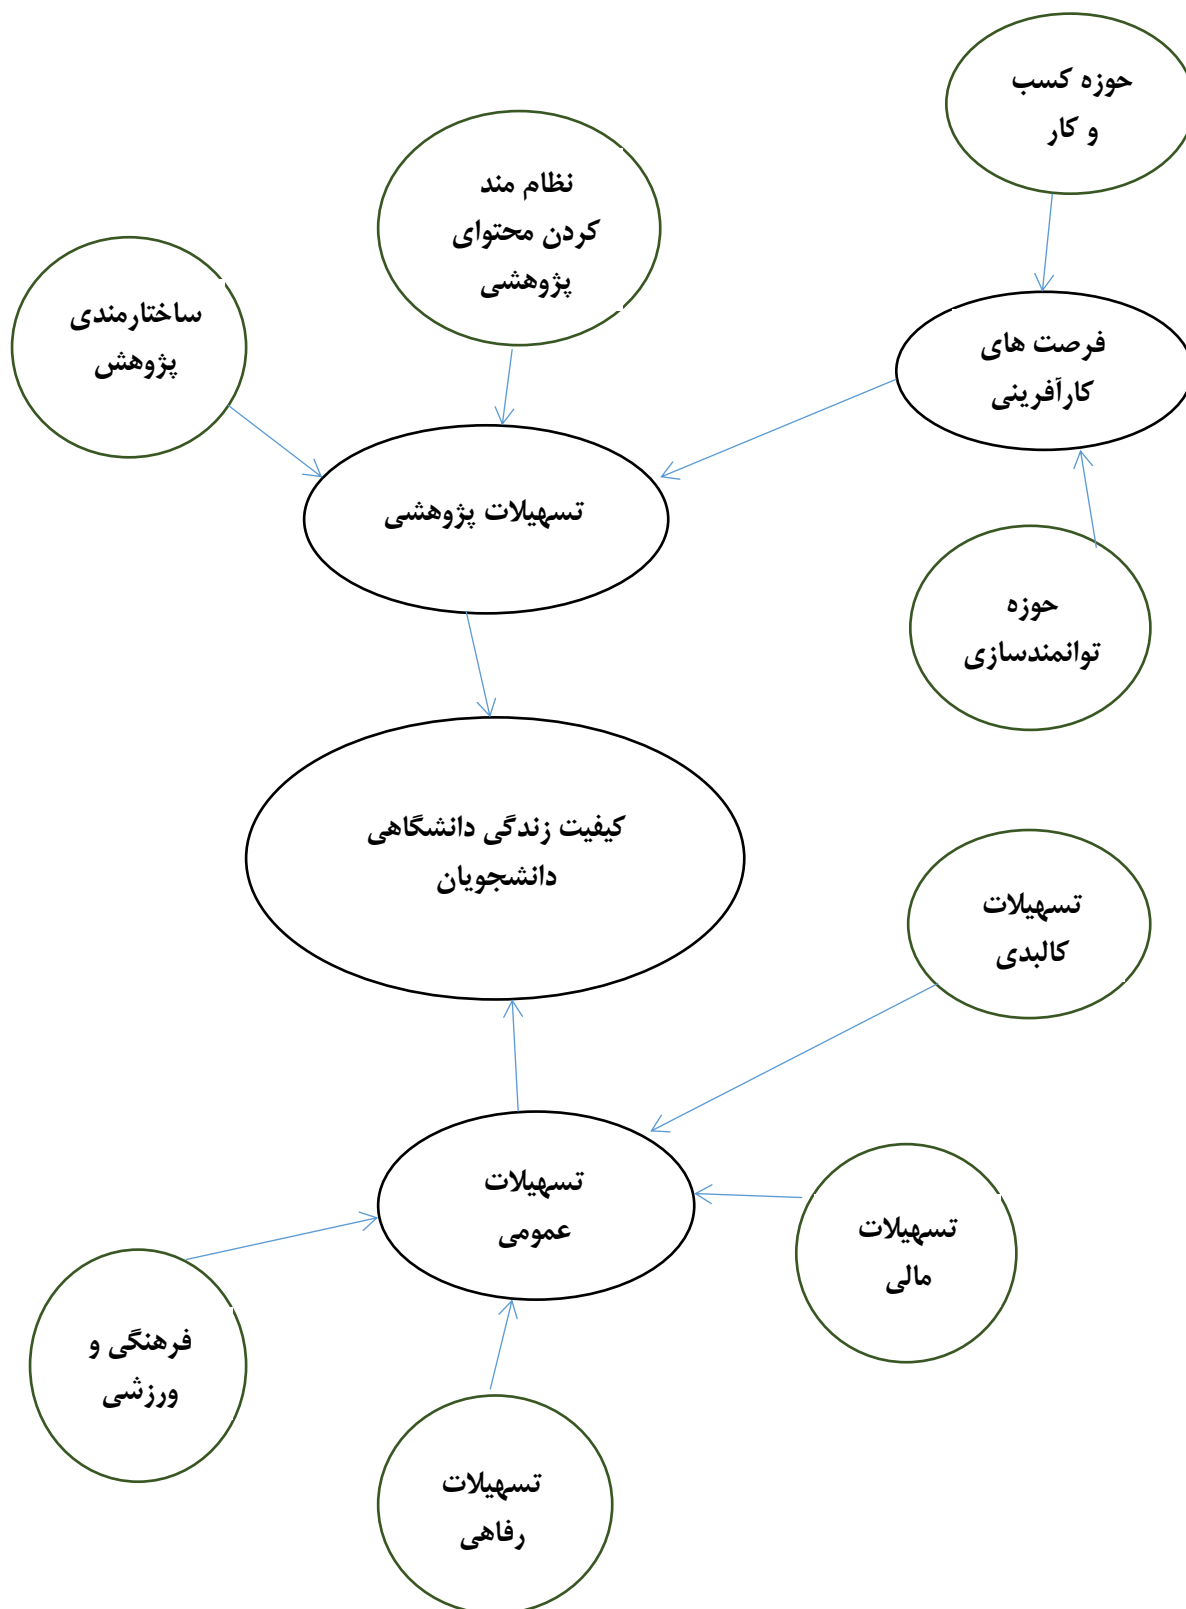 حوزه کسب
و کار
نظام مند
کردن محتوای
پژوهشی
ساختارمندی
پژوهش
فرصت های
کارآفرینی
تسهیلات پژوهشی
حوزه
توانمندسازی
کیفیت زندگی دانشگاهی
دانشجویان
تسهیلات
کالبدی
تسهیلات
عمومی
تسهیلات
مالی
فرهنگی و
ورزشی
تسهیلات
رفاهی